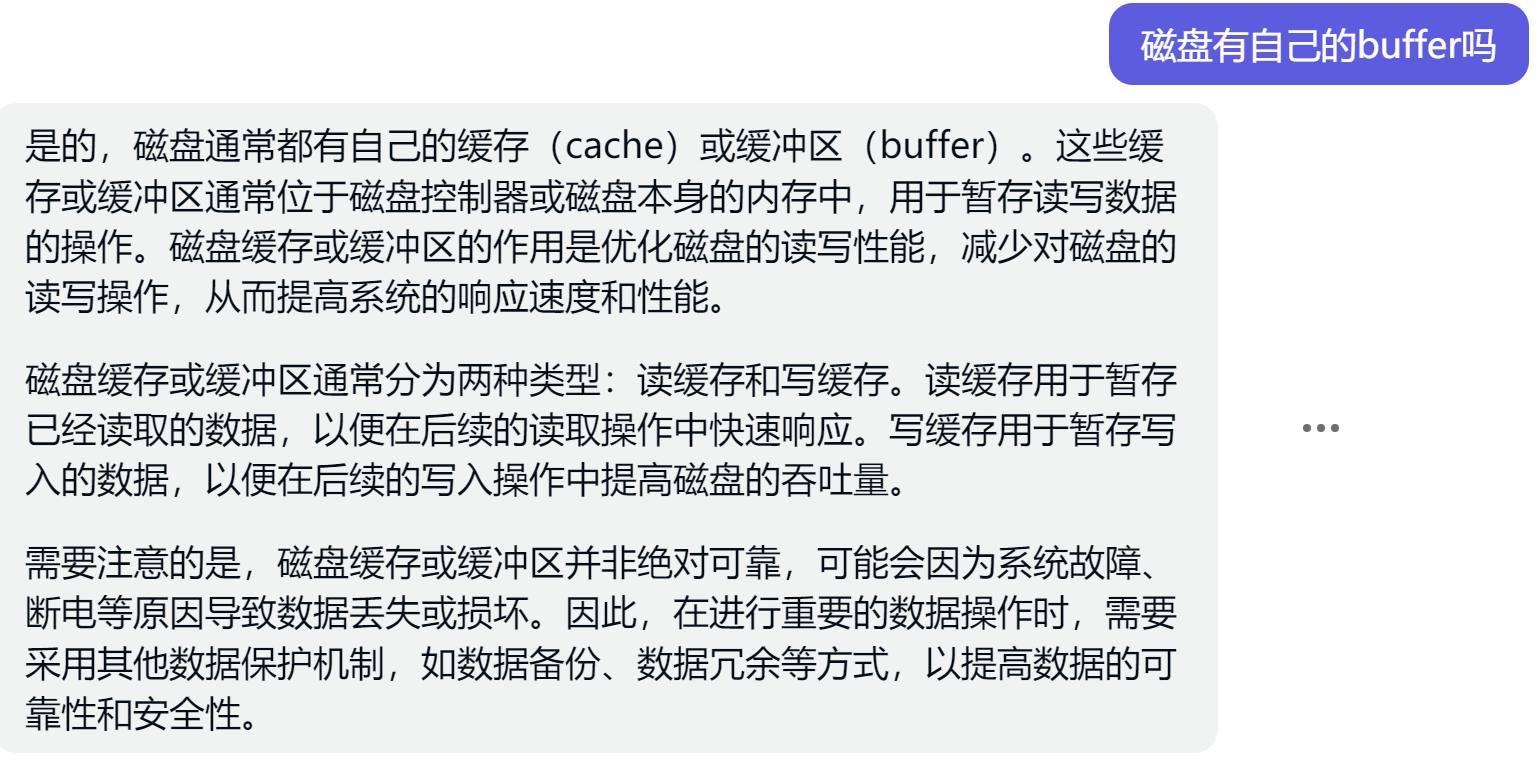 磁盘有自己的buffer吗
是的，磁盘通常都有自己的缓存（cache）或缓冲区（buffer）。这些缓
存或缓冲区通常位于磁盘控制器或磁盘本身的内存中，用于暂存读写数据
的操作。磁盘缓存或缓冲区的作用是优化磁盘的读写性能，减少对磁盘的
读写操作，从而提高系统的响应速度和性能。
磁盘缓存或缓冲区通常分为两种类型：读缓存和写缓存。读缓存用于暂存
已经读取的数据，以便在后续的读取操作中快速响应。写缓存用于暂存写
入的数据，以便在后续的写入操作中提高磁盘的吞吐量。
需要注意的是，磁盘缓存或缓冲区并非绝对可靠，可能会因为系统故障、
断电等原因导致数据丢失或损坏。因此，在进行重要的数据操作时，需要
采用其他数据保护机制，如数据备份、数据冗余等方式，以提高数据的可
靠性和安全性。